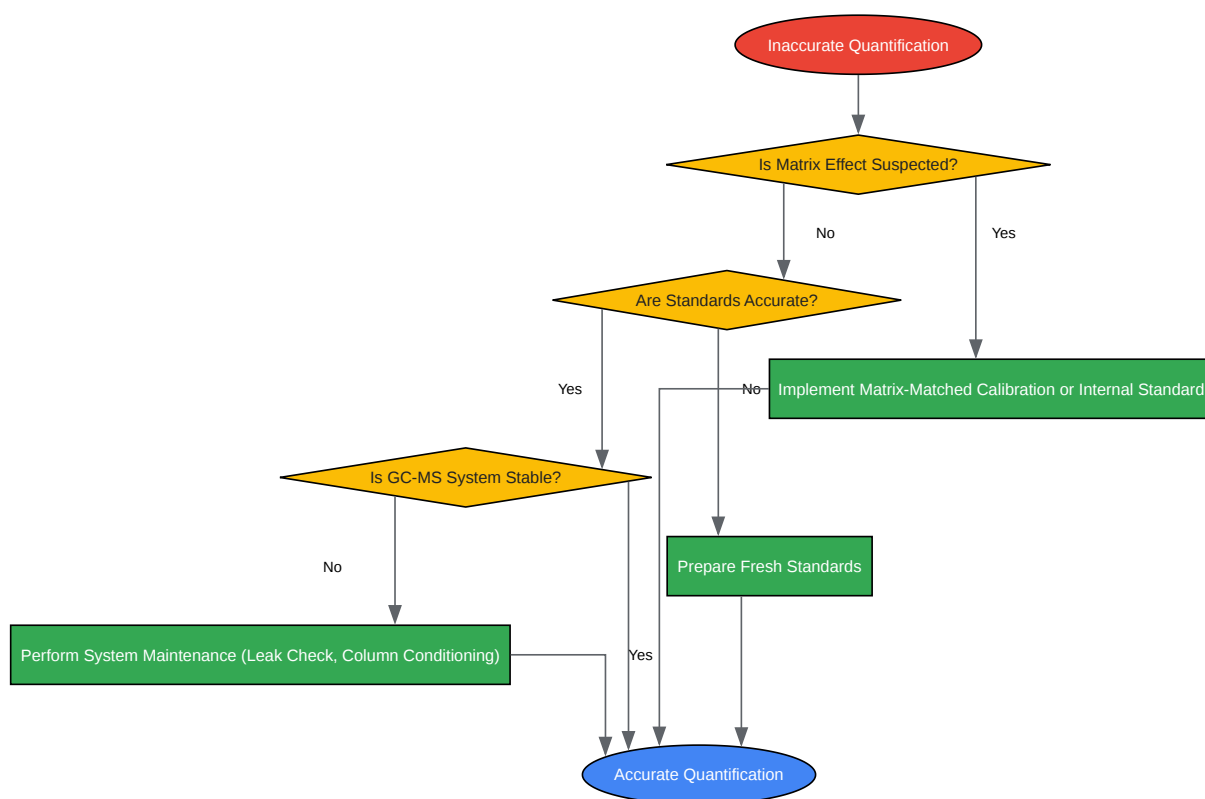 Inaccurate Quantification
Is Matrix Effect Suspected?
No
Yes
Are Standards Accurate?
Yes
No
Implement Matrix-Matched Calibration or Internal Standard
Is GC-MS System Stable?
No
Prepare Fresh Standards
Perform System Maintenance (Leak Check, Column Conditioning)
Yes
Accurate Quantification